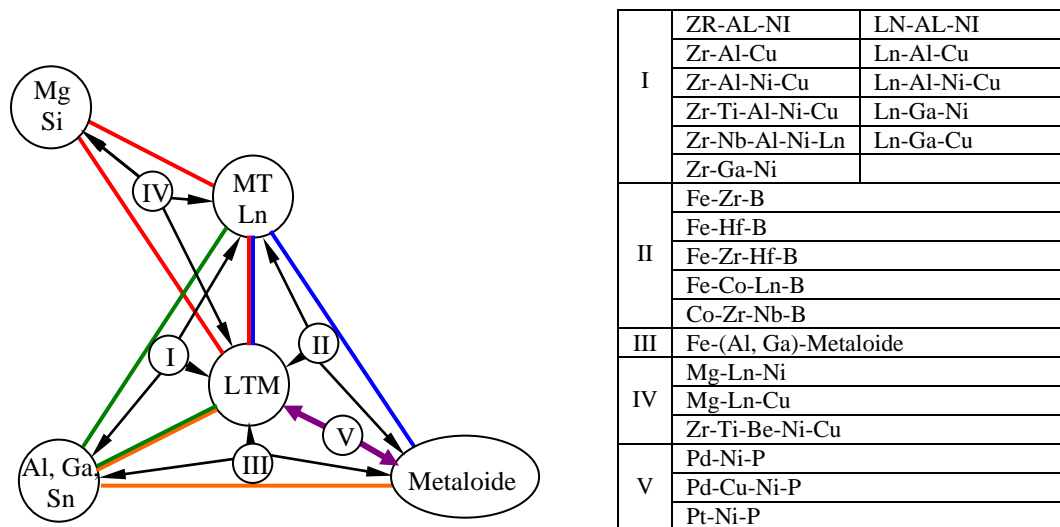 Mg
Si
IV
MT
Ln
I
II
LTM
V
III
Al, Ga,
Sn
Metaloide
I
ZR-AL-NI LN-AL-NI
Zr-Al-Cu Ln-Al-Cu
Zr-Al-Ni-Cu Ln-Al-Ni-Cu
Zr-Ti-Al-Ni-Cu Ln-Ga-Ni
Zr-Nb-Al-Ni-Ln Ln-Ga-Cu
Zr-Ga-Ni
II
Fe-Zr-B
Fe-Hf-B
Fe-Zr-Hf-B
Fe-Co-Ln-B
Co-Zr-Nb-B
III Fe-(Al, Ga)-Metaloide
IV
Mg-Ln-Ni
Mg-Ln-Cu
Zr-Ti-Be-Ni-Cu
V
Pd-Ni-P
Pd-Cu-Ni-P
Pt-Ni-P